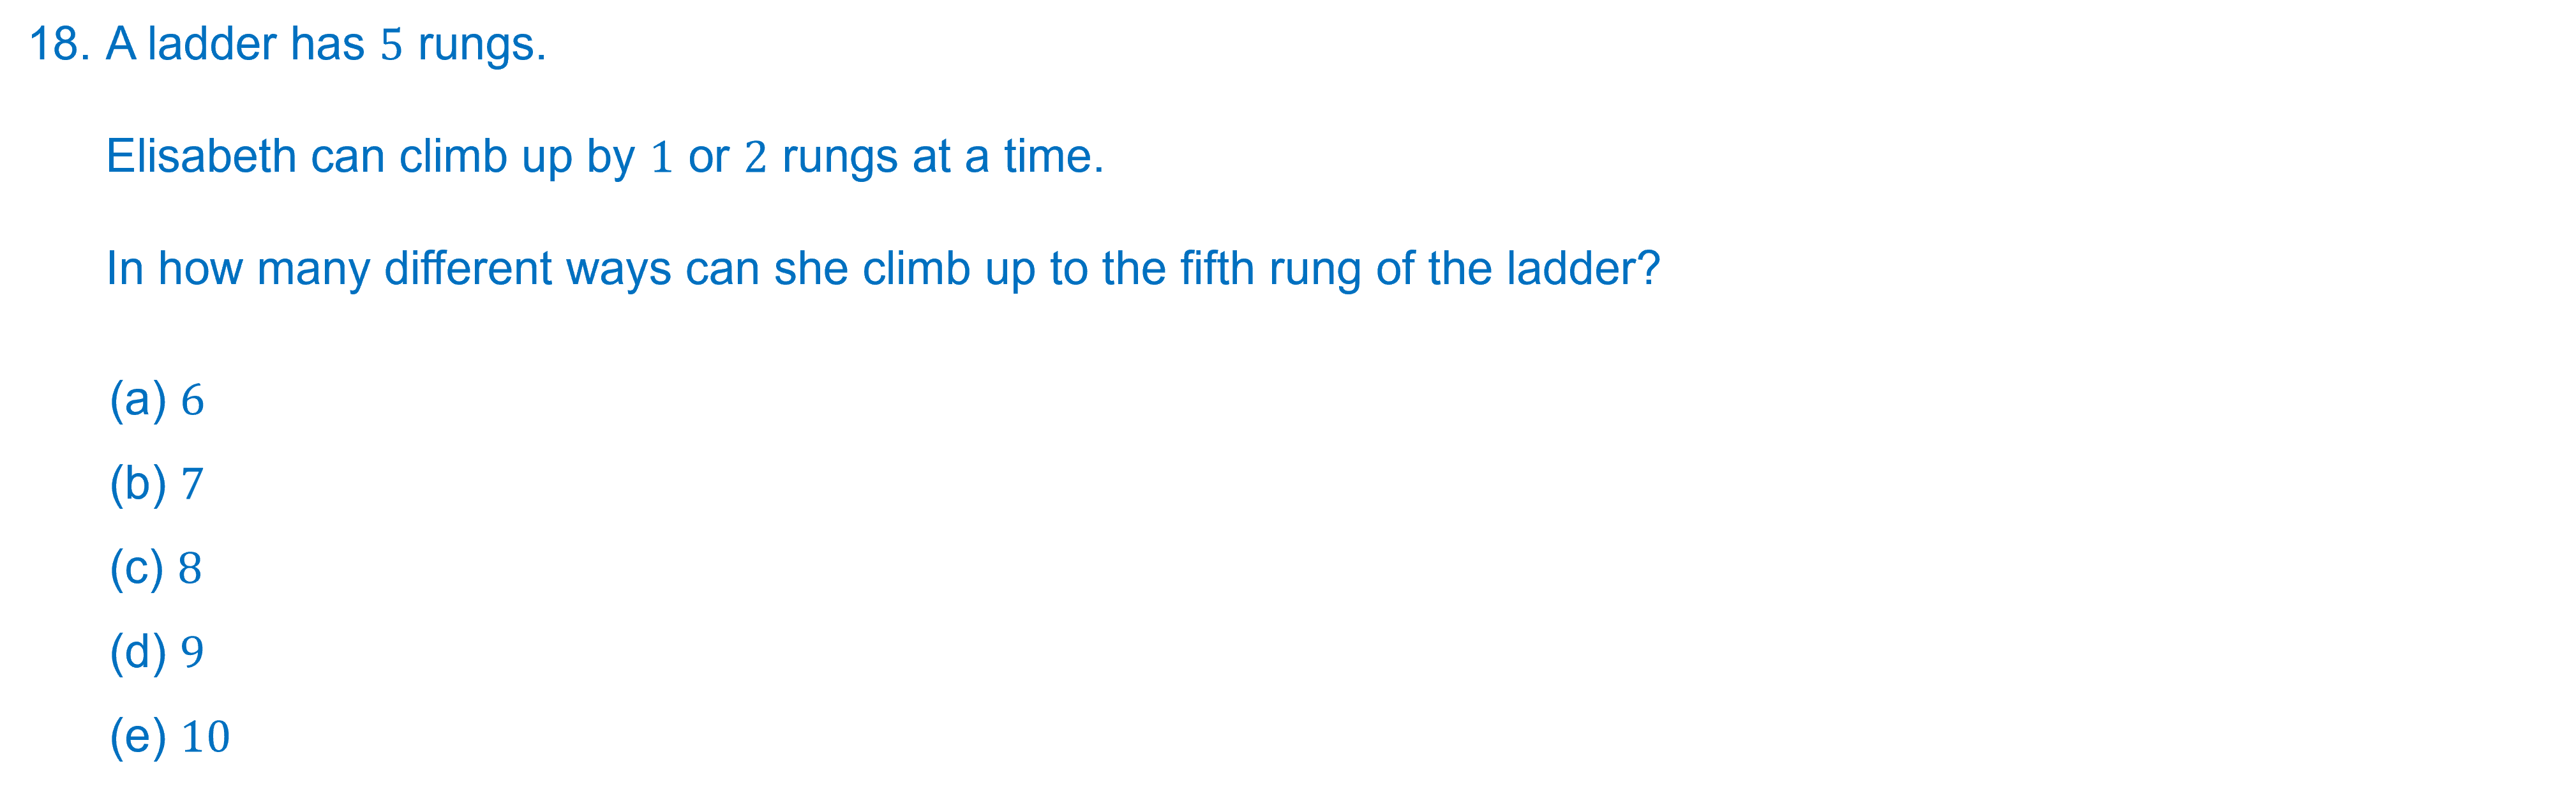 18. A ladder has 5 rungs.
Elisabeth can climb up by 1 or 2 rungs at a time.
In how many different ways can she climb up to the fifth rung of the ladder?
(a) 6
(b) 7
(c) 8
(d) 9
(e) 10